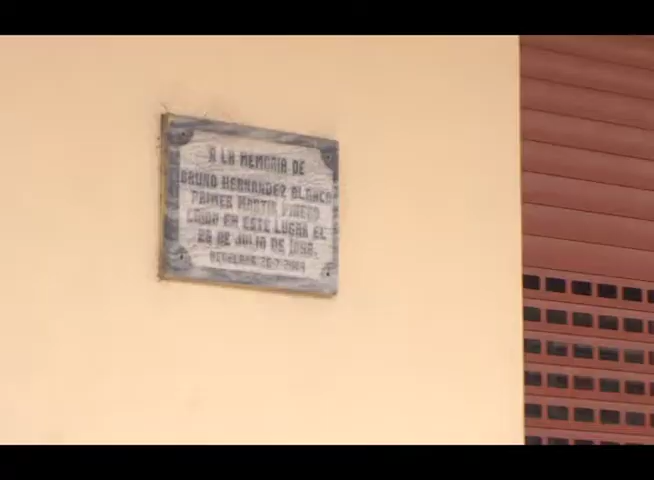 A LA MEMORIA DE
BRUNO HERNANDEZ BLANCO
PRIMER MARTIR
CAIDO EN ESTE LUGAR EL
26 DE JULIO DE